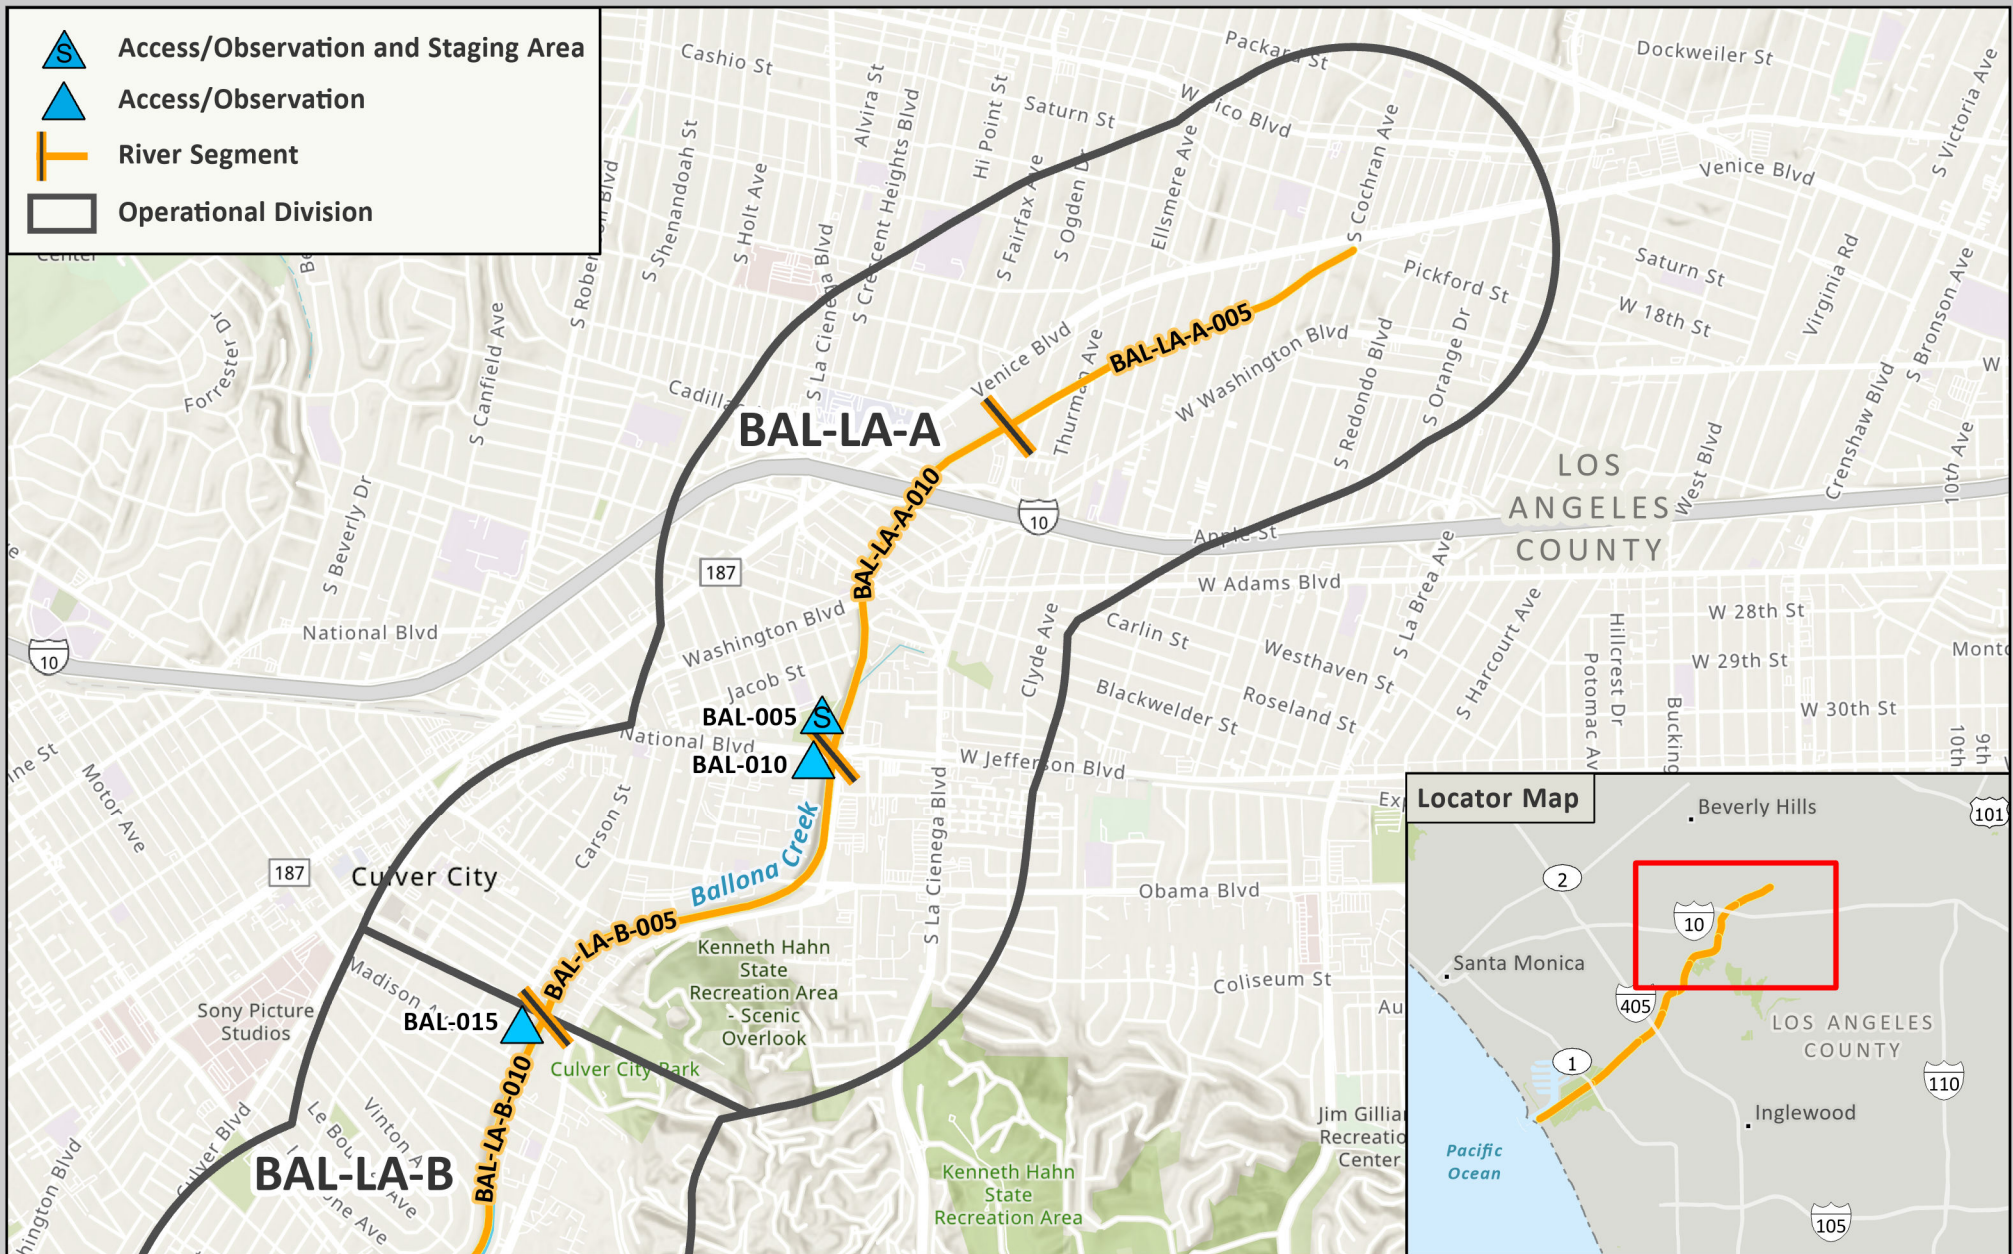 S
Access/Observation and Staging Area
Access/Observation
River Segment
Operational Division
Cashio St
Packard St
Dockweiler St
S Victoria Ave
Alvira St
S Crescent Heights Blvd
Hi Point St
Saturn St
W Pico Blvd
Ellsmere Ave
S Cochran Ave
Venice Blvd
S Shenandoah St
S Holt Ave
S Fairfax Ave
S Ogden Dr
S La Cienega Blvd
Pickford St
Saturn St
W 18th St
Virginia Rd
S Bronson Ave
Forrester Dr
S Canfield Ave
Venice Blvd
Thurman Ave
BAL-LA-A-005
W Washington Blvd
S Redondo Blvd
S Orange Dr
W
BAL-LA-A
BAL-LA-A-010
LOS
ANGELES
COUNTY
West Blvd
Crenshaw Blvd
10th Ave
S Beverly Dr
10
Apple St
187
W Adams Blvd
S La Brea Ave
S Harcourt Ave
W 28th St
Hillcrest Dr
National Blvd
10
Washington Blvd
Clyde Ave
Carlin St
Westhaven St
W 29th St
Potomac Av
Jacob St
Blackwelder St
Roseland St
W 30th St
10th
9th
BAL-005
S
National Blvd
BAL-010
W Jefferson Blvd
Motor Ave
Carson St
Ballona Creek
S La Cienega Blvd
187
Culver City
Obama Blvd
BAL-LA-B-005
Kenneth Hahn
State
Recreation Area
- Scenic
Overlook
Coliseum St
Sony Picture
Studios
BAL-015
Culver City Park
BAL-LA-B-010
Culver Blvd
BAL-LA-B
Kenneth Hahn
State
Recreation Area
Recreatio
Center
Locator Map
Beverly Hills
101
2
10
Santa Monica
405
LOS ANGELES
COUNTY
1
110
Inglewood
Pacific
Ocean
105